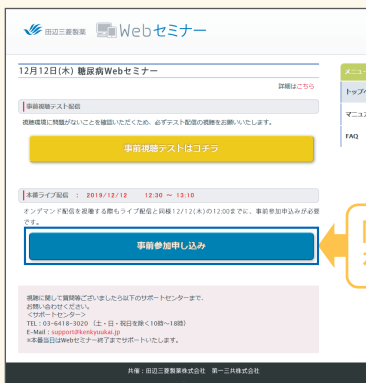 田辺三菱製薬 Webセミナー
12月12日(木) 糖尿病Webセミナー
詳細はこちら
メニュー
トップペ
マニュア
FAQ
事前視聴テスト配信
視聴環境に問題がないことを確認いただくため、必ずテスト配信の視聴をお願いいたします。
事前視聴テストはコチラ
本番ライブ配信 : 2019/12/12 12:30 ～ 13:10
オンデマンド配信を視聴する際もライブ配信と同様12/12(木)の12:00までに、事前参加申込みが必要
です。
事前参加申し込み
視聴に関して質問等ございましたら以下のサポートセンターまで、
お問い合わせください。
<サポートセンター>
TEL：03-6418-3020 （土・日・祝日を除く10時～18時）
E-Mail：support@kenkyuukai.jp
※本番当日はWebセミナー終了までサポートいたします。
共催：田辺三菱製薬株式会社 第一三共株式会社